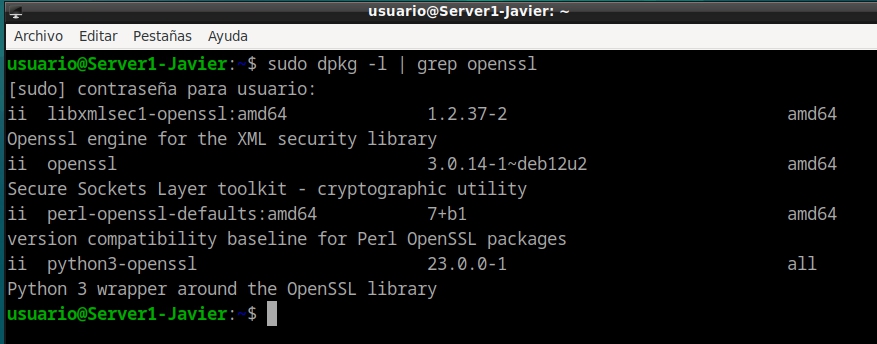 usuario@Server1-Javier: ~
Archivo Editar Pestañas Ayuda
usuario@Server1-Javier:~$ sudo dpkg -l | grep openssl
[sudo] contraseña para usuario:
ii  libxmlsec1-openssl:amd64              1.2.37-2                            amd64
Openssl engine for the XML security library
ii  openssl                               3.0.14-1~deb12u2                    amd64
Secure Sockets Layer toolkit - cryptographic utility
ii  perl-openssl-defaults:amd64           7+b1                                amd64
version compatibility baseline for Perl OpenSSL packages
ii  python3-openssl                       23.0.0-1                            all
Python 3 wrapper around the OpenSSL library
usuario@Server1-Javier:~$